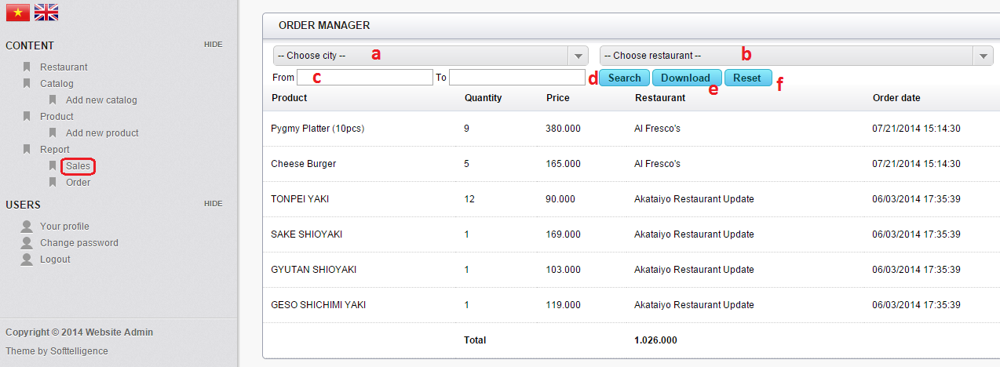 CONTENT HIDE
Restaurant
Catalog
Add new catalog
Product
Add new product
Report
Sales
Order
USERS HIDE
Your profile
Change password
Logout
Copyright © 2014 Website Admin
Theme by Softtelligence
ORDER MANAGER
-- Choose city -- a -- Choose restaurant -- b
From c To d Search Download e Reset f
Product Quantity Price Restaurant Order date
Pygmy Platter (10pcs) 9 380.000 Al Fresco's 07/21/2014 15:14:30
Cheese Burger 5 165.000 Al Fresco's 07/21/2014 15:14:30
TONPEI YAKI 12 90.000 Akataiyo Restaurant Update 06/03/2014 17:35:39
SAKE SHIOYAKI 1 169.000 Akataiyo Restaurant Update 06/03/2014 17:35:39
GYUTAN SHIOYAKI 1 103.000 Akataiyo Restaurant Update 06/03/2014 17:35:39
GESO SHICHIMI YAKI 1 119.000 Akataiyo Restaurant Update 06/03/2014 17:35:39
Total 1.026.000